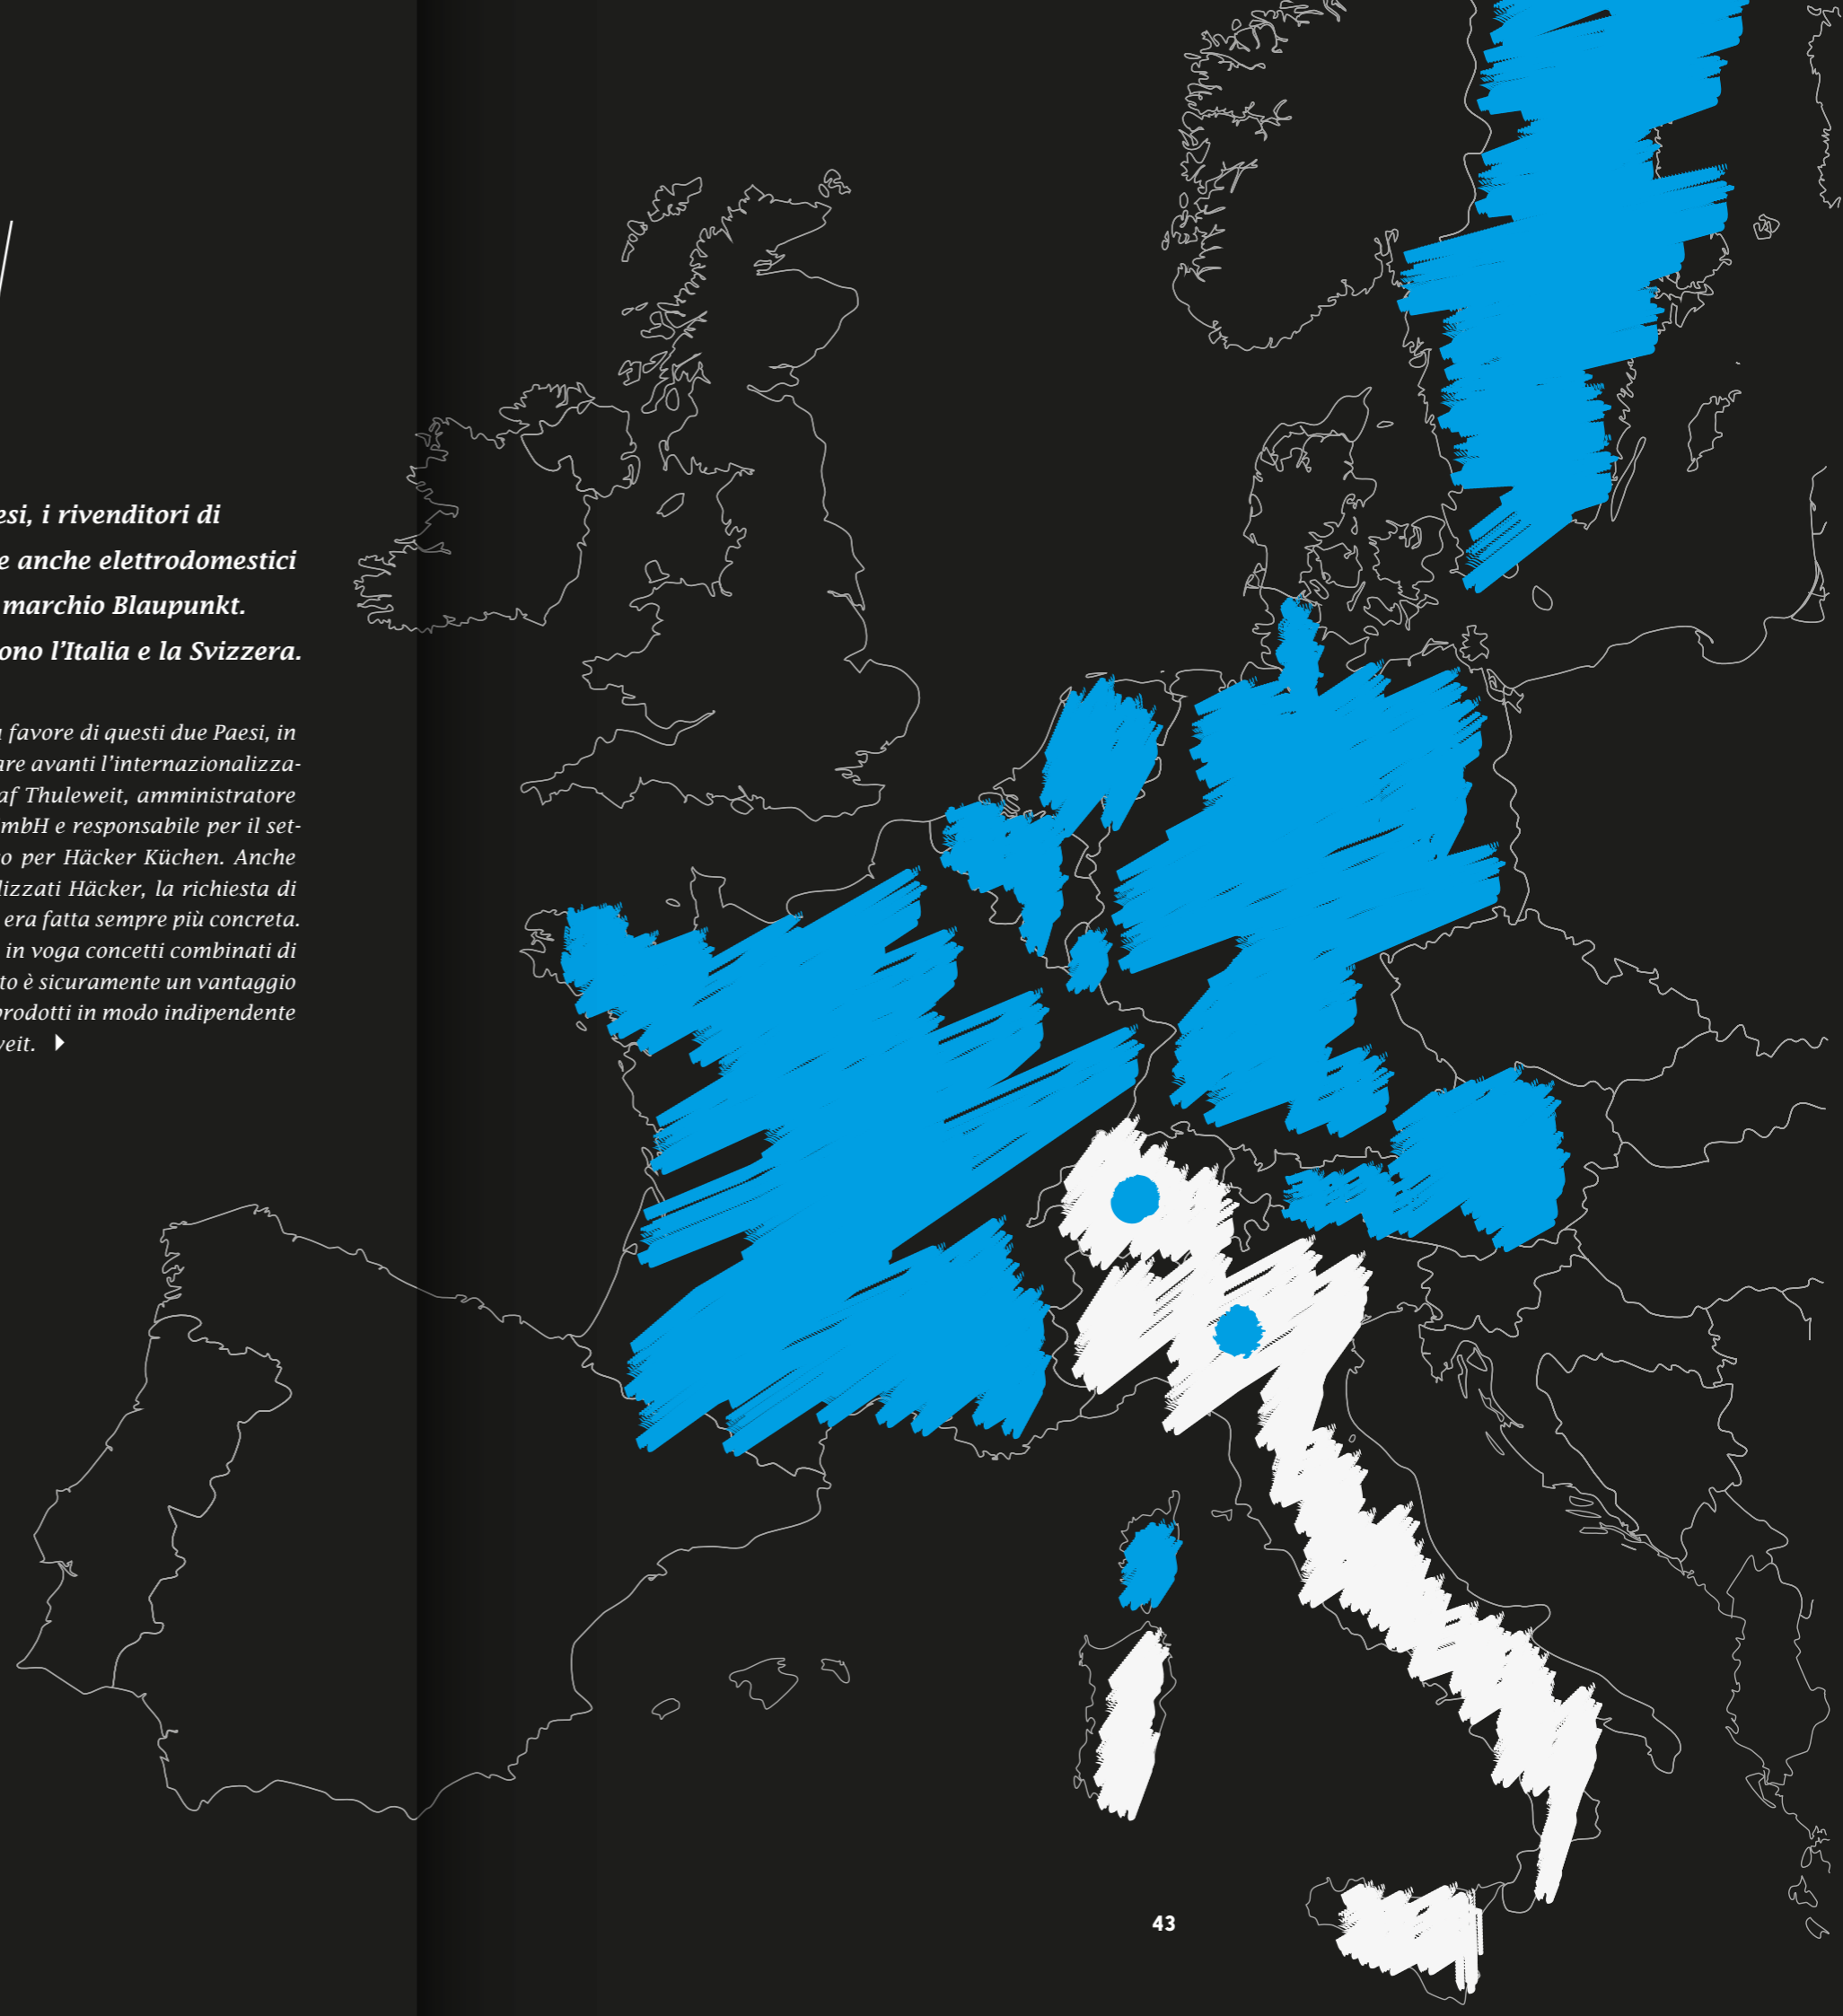 esi, i rivenditori di
e anche elettrodomestici
marchio Blaupunkt.
ono l’Italia e la Svizzera.
favore di questi due Paesi, in
are avanti l’internazionalizza-
af Thuleweit, amministratore
mbH e responsabile per il set-
o per Häcker Küchen. Anche
lizzati Häcker, la richiesta di
era fatta sempre più concreta.
in voga concetti combinati di
to è sicuramente un vantaggio
prodotti in modo indipendente
veit.
43